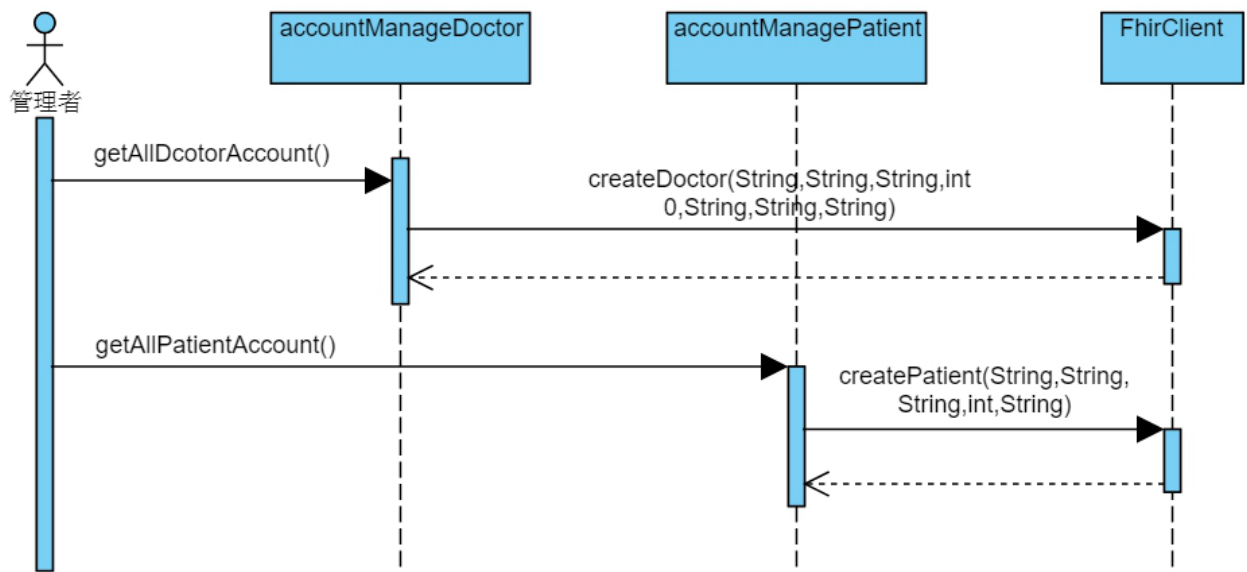 accountManageDoctor
accountManagePatient
FhirClient
管理者
getAllDcotorAccount()
createDoctor(String,String,String,int
0,String,String,String)
getAllPatientAccount()
createPatient(String,String,
String,int,String)